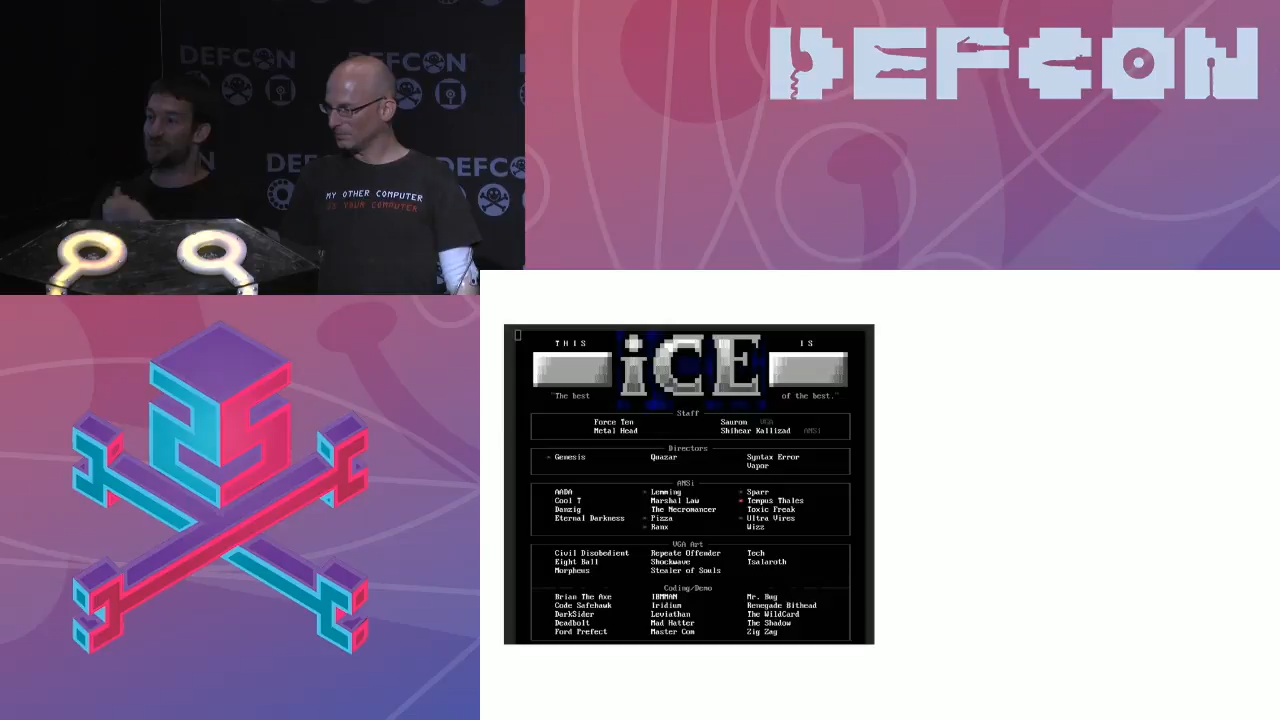 DEFCON
DEFCON
DEFCON
DEFCON
DEFC
MY OTHER COMPUTER
IS YOUR COMPUTER
THIS iCE IS
"The best of the best."
Staff
Force Ten Saurom VGA
Metal Head Shihear Kallizad ANSi
Directors
Genesis Quazar Syntax Error
Vapor
ANSi
AADA Lemming Sparr
Cool T Marshal Law Tempus Thales
Danzig The Necromancer Toxic Freak
Eternal Darkness Pizza Ultra Vires
Ranx Wizz
VGA Art
Civil Disobedient Repeate Offender Tech
Eight Ball Shockwave Tsalaroth
Morpheus Stealer of Souls
Coding/Demo
Brian The Axe IBMMAN Mr. Bug
Code Safehawk Iridium Renegade Bithead
DarkSider Leviathan The WildCard
Deadbolt Mad Hatter The Shadow
Ford Prefect Master Com Zig Zag